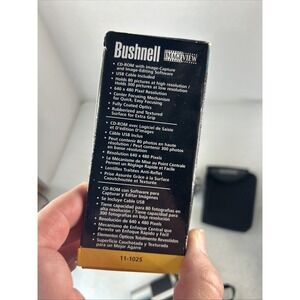 Bushnell
IMAGEVIEW
• CD-ROM with Image-Capture
and Image-Editing Software
• USB Cable Included
• Holds 80 pictures at high resolution /
Holds 300 pictures at low resolution
• 640 x 480 Pixel Resolution
• Center Focusing Mechanism
for Quick, Easy Focusing
• Fully Coated Optics
• Rubberized and Textured
Surface for Extra Grip
• CD-ROM avec Logiciel de Saisie
et D'édition D'images
• Cable USB Inclus
• Peut contenir 80 photos en haute
résolution / Peut contenir 300 photos
en basse résolution
• Résolution 640 x 480 Pixels
• La Mécanisme de Mise au Point Centrale
Permet un Réglage Rapide et Facile
• Lentilles Traitées Anti-Reflet
• Prise Assurée Grâce à la Surface
Caoutchoutée et Texturée
• CD-ROM con Software para
Capturar y Editar Imágenes
• Se Incluye Cable USB
• Tiene capacidad para 80 fotografías en
alta resolución / Tiene capacidad para
300 fotografías en baja resolución
• Resolución de 640 x 480 Pixels
• Mecanismo de Enfoque Central que
Permite un Enfoque Rápido y Fácil
• Elementos Ópticos Totalmente Revestidos
• Superficie Cauchotada y Texturada
para un Mejor Agarre
11-1025